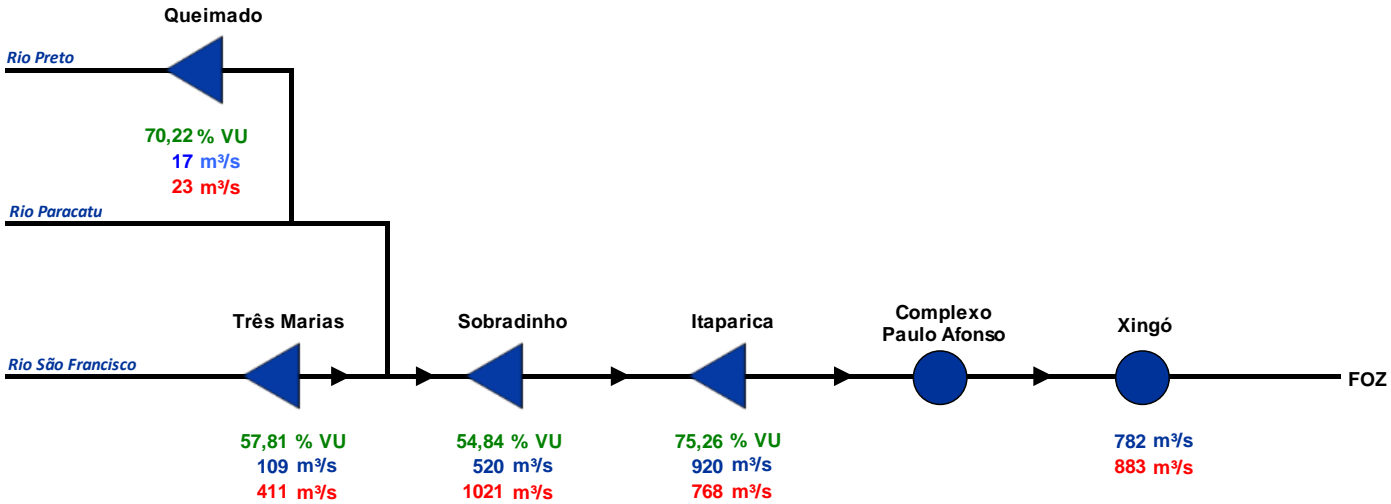 Queimado
Rio Preto
70,22 % VU
17 m³/s
23 m³/s
Rio Paracatu
Três Marias
Sobradinho
Itaparica
Complexo
Paulo Afonso
Xingó
Rio São Francisco
FOZ
57,81 % VU
109 m³/s
411 m³/s
54,84 % VU
520 m³/s
1021 m³/s
75,26 % VU
920 m³/s
768 m³/s
782 m³/s
883 m³/s